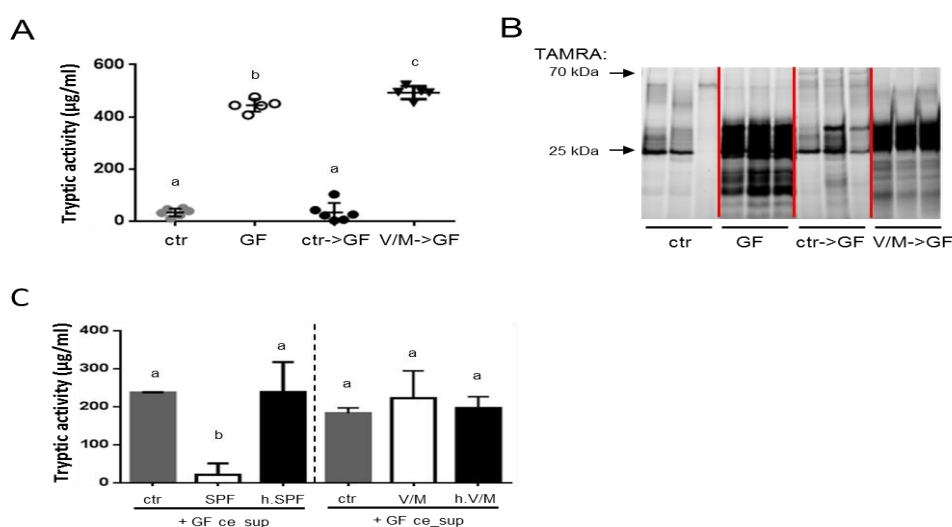 A
Tryptic activity (µg/ml)
600
400
200
0
a
b
a
c
ctr
GF
ctr->GF
V/M->GF
B
TAMRA:
70 kDa
25 kDa
ctr
GF
ctr->GF
V/M->GF
C
Tryptic activity (µg/ml)
400
300
200
100
0
a
b
a
a
a
a
ctr
SPF
h.SPF
ctr
V/M
h.V/M
+ GF ce_sup
+ GF ce_sup